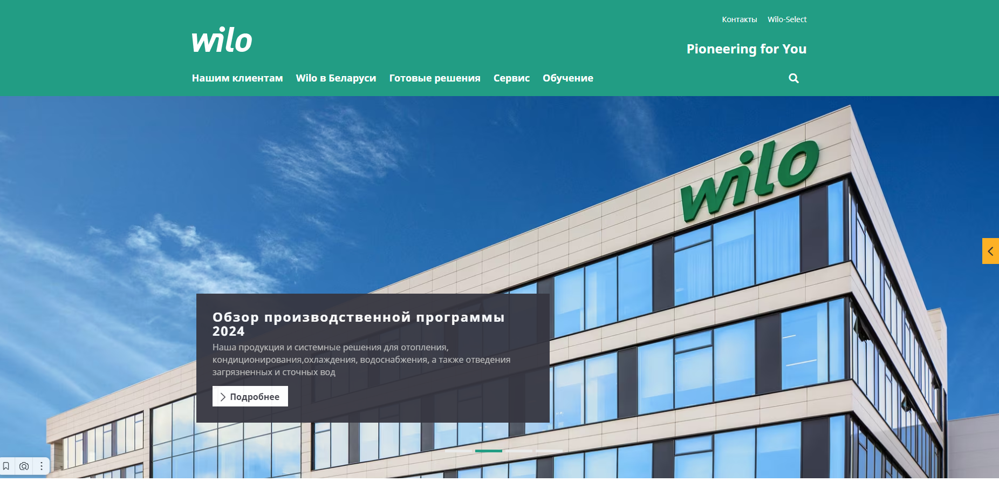 Контакты Wilo-Select
wilo
Pioneering for You
Нашим клиентам Wilo в Беларуси Готовые решения Сервис Обучение
wilo
Обзор производственной программы
2024
Наша продукция и системные решения для отопления,
кондиционирования,охлаждения, водоснабжения, а также отведения
загрязненных и сточных вод
Подробнее